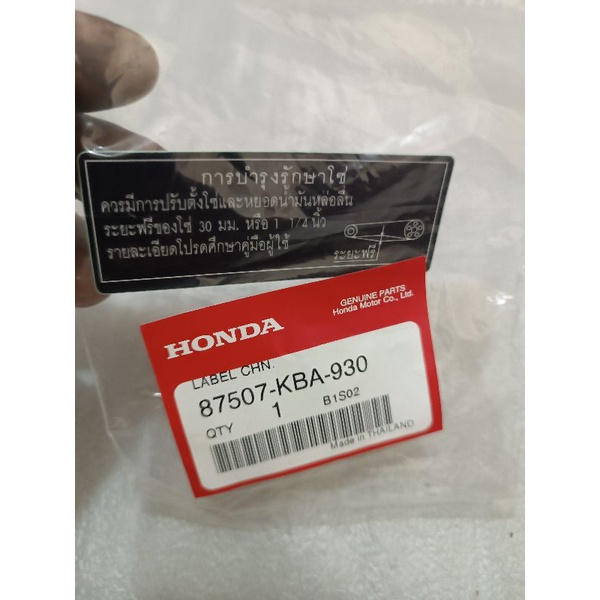 การบำรุงรักษาโซ่
ควรมีการปรับตั้งโซ่และหยอดน้ำมันหล่อลื่น
ระยะฟรีของโซ่ 30 มม. หรือ 1 1/4 นิ้ว
รายละเอียดโปรดศึกษาคู่มือผู้ใช้
ระยะฟรี
HONDA
GENUINE PARTS
Honda Motor Co., Ltd.
LABEL CHN.
87507-KBA-930
QTY 1 B1S02
Made in THAILAND